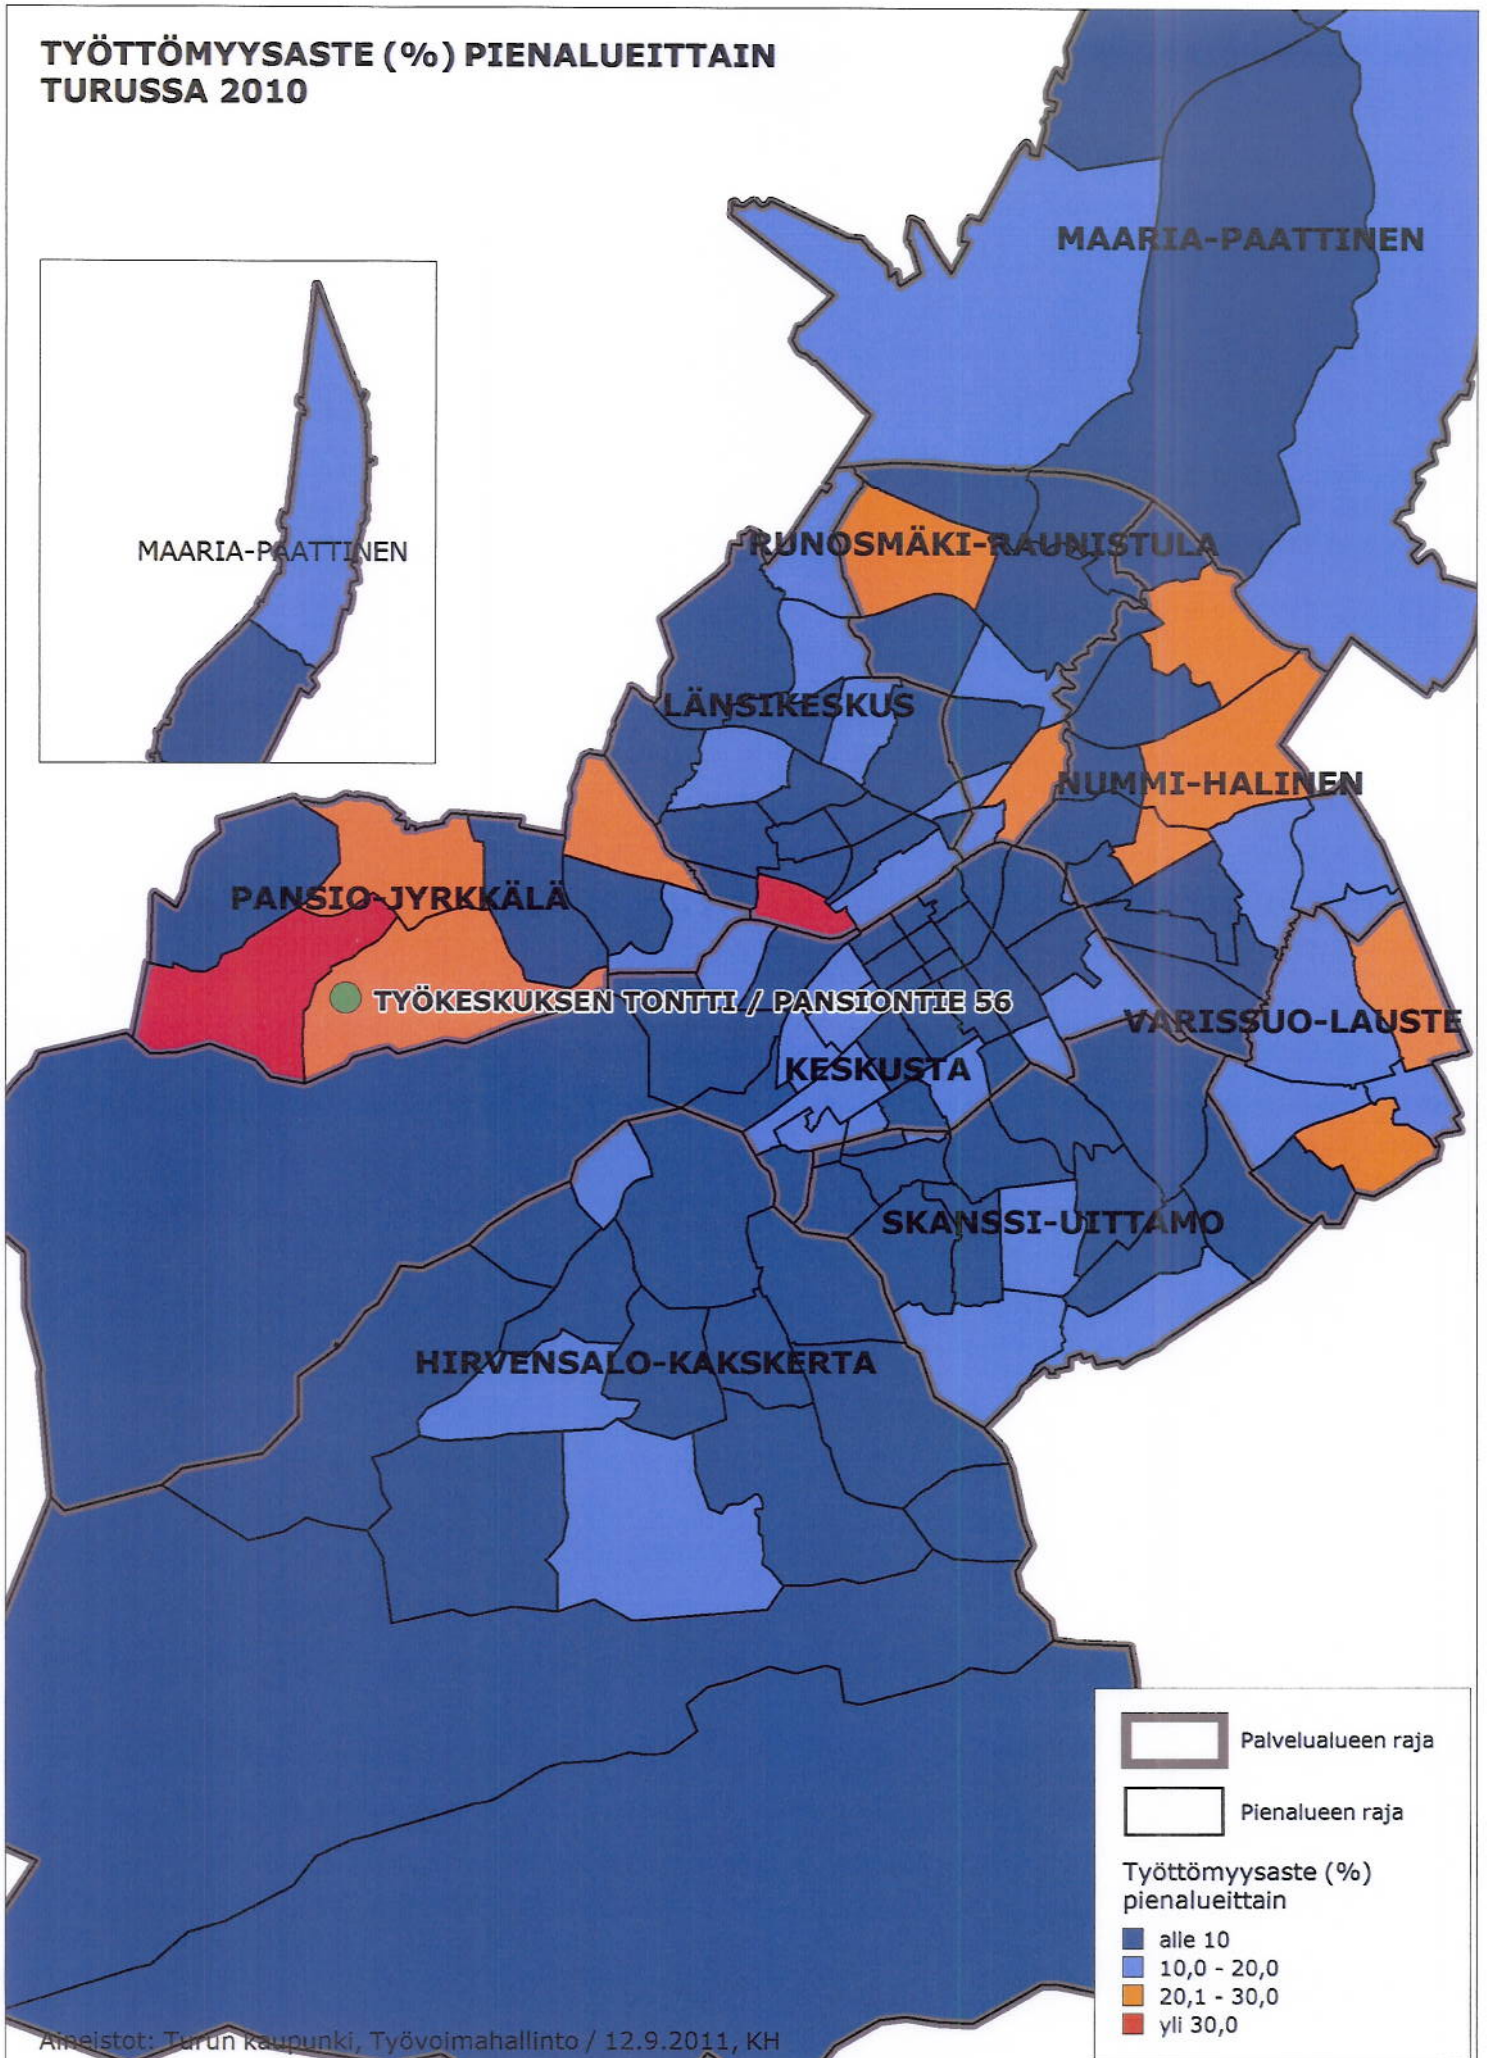 TYÖTTÖMYYSASTE (%) PIENALUEITTAIN
TURUSSA 2010
MAARIA-PAATTINEN
MAARIA-PAATTINEN
RUNOSMÄKI-RAUNISTULA
LÄNSIKESKUS
NUMMI-HALINEN
PANSIO-JYRKKÄLÄ
TYÖKESKUKSEN TONTTI / PANSIONTIE 56
VARISSUO-LAUSTE
KESKUSTA
SKANSSI-UITTAMO
HIRVENSALO-KAKSKERTA
Palvelualueen raja
Pienalueen raja
Työttömyysaste (%)
pienalueittain
alle 10
10,0 - 20,0
20,1 - 30,0
yli 30,0
Aineistot: Turun kaupunki, Työvoimahallinto / 12.9.2011, KH